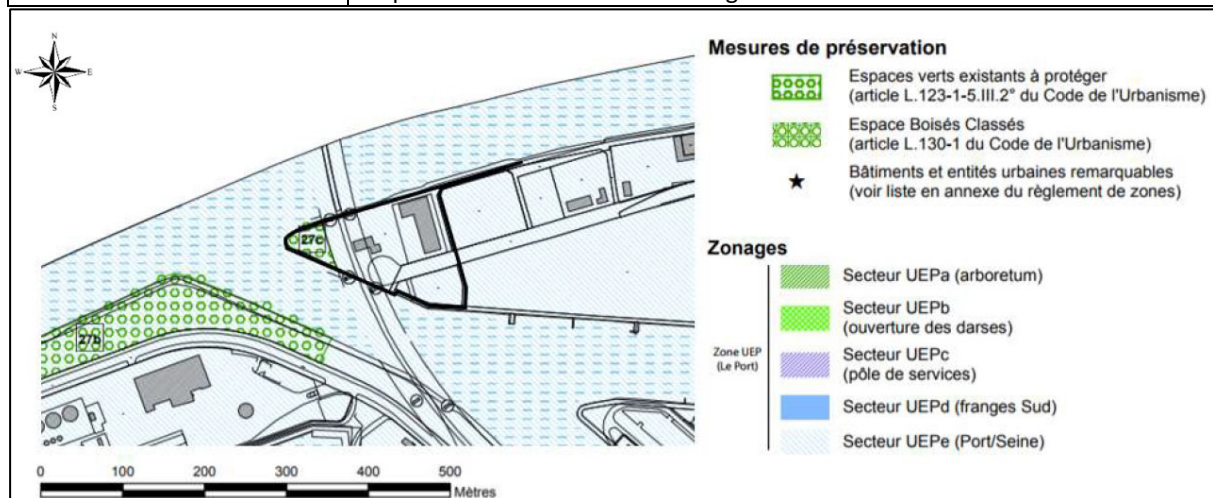 N
W E
S
27c
27b
0 100 200 300 400 500
Mètres
Mesures de préservation
Espaces verts existants à protéger
(article L.123-1-5.III.2° du Code de l'Urbanisme)
Espace Boisés Classés
(article L.130-1 du Code de l'Urbanisme)
Bâtiments et entités urbaines remarquables
(voir liste en annexe du règlement de zones)
Zonages
Zone UEP
(Le Port)
Secteur UEPa (arboretum)
Secteur UEPb
(ouverture des darses)
Secteur UEPc
(pôle de services)
Secteur UEPd (franges Sud)
Secteur UEPe (Port/Seine)